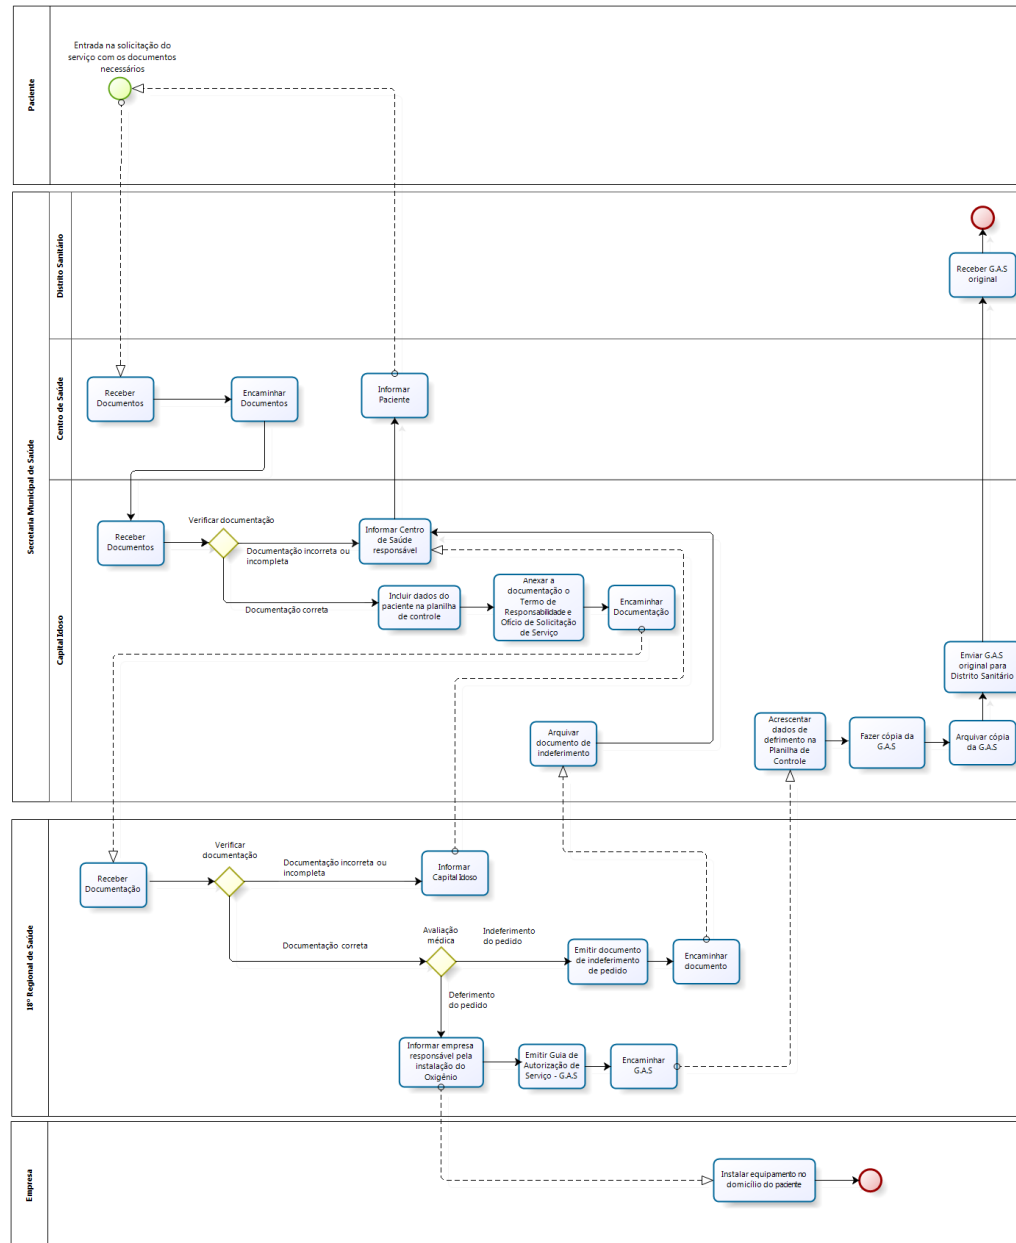 Paciente
Entrada na solicitação do
serviço com os documentos
necessários
Secretaria Municipal de Saúde
Distrito Sanitário
Receber G.A.S
original
Centro de Saúde
Receber
Documentos
Encaminhar
Documentos
Informar
Paciente
Capital Idoso
Receber
Documentos
Verificar documentação
Documentação incorreta ou
incompleta
Informar Centro
de Saúde
responsável
Documentação correta
Incluir dados do
paciente na planilha
de controle
Anexar a
documentação o
Termo de
Responsabilidade e
Ofício de Solicitação
de Serviço
Encaminhar
Documentação
Arquivar
documento de
indeferimento
Acrescentar
dados de
defrimento na
Planilha de
Controle
Fazer cópia da
G.A.S
Arquivar cópia
da G.A.S
Enviar G.A.S
original para
Distrito Sanitário
18º Regional de Saúde
Receber
Documentação
Verificar
documentação
Documentação incorreta ou
incompleta
Informar
Capital Idoso
Documentação correta
Avaliação
médica
Indeferimento
do pedido
Emitir documento
de indeferimento
de pedido
Encaminhar
documento
Deferimento
do pedido
Informar empresa
responsável pela
instalação do
Oxigênio
Emitir Guia de
Autorização de
Serviço - G.A.S
Encaminhar
G.A.S
Empresa
Instalar equipamento no
domicílio do paciente